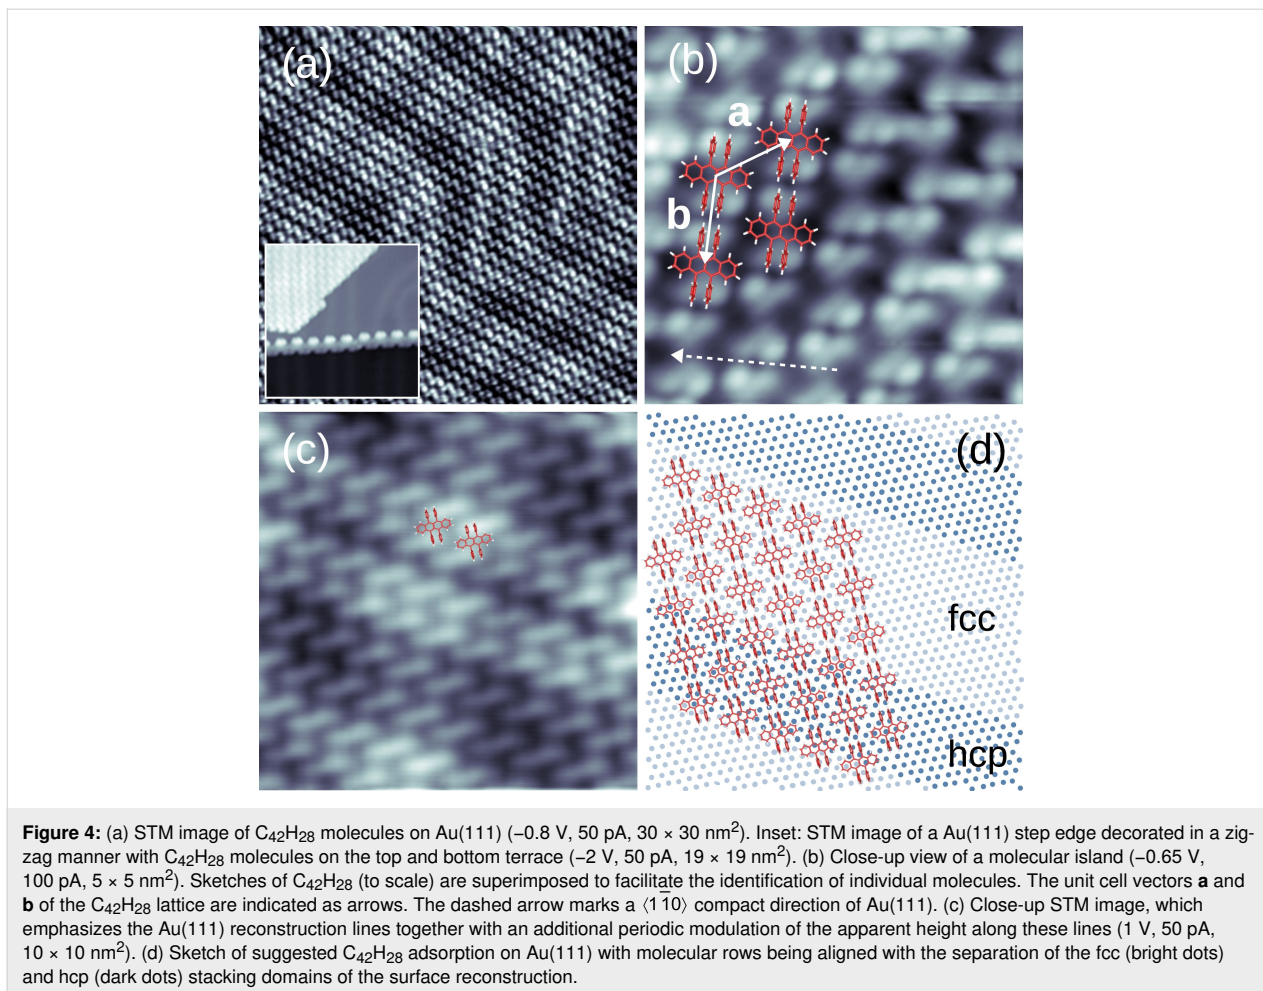 (a)
(b)
a
b
(c)
(d)
fcc
hcp
Figure 4: (a) STM image of C₄₂H₂₈ molecules on Au(111) (−0.8 V, 50 pA, 30 × 30 nm²). Inset: STM image of a Au(111) step edge decorated in a zig-
zag manner with C₄₂H₂₈ molecules on the top and bottom terrace (−2 V, 50 pA, 19 × 19 nm²). (b) Close-up view of a molecular island (−0.65 V,
100 pA, 5 × 5 nm²). Sketches of C₄₂H₂₈ (to scale) are superimposed to facilitate the identification of individual molecules. The unit cell vectors a and
b of the C₄₂H₂₈ lattice are indicated as arrows. The dashed arrow marks a ⟨11̅0⟩ compact direction of Au(111). (c) Close-up STM image, which
emphasizes the Au(111) reconstruction lines together with an additional periodic modulation of the apparent height along these lines (1 V, 50 pA,
10 × 10 nm²). (d) Sketch of suggested C₄₂H₂₈ adsorption on Au(111) with molecular rows being aligned with the separation of the fcc (bright dots)
and hcp (dark dots) stacking domains of the surface reconstruction.